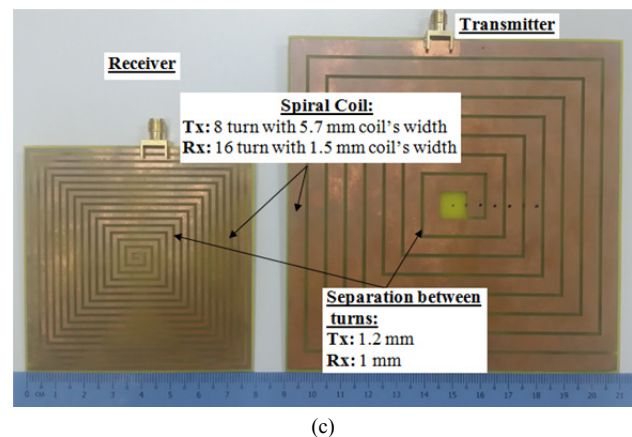 Receiver
Transmitter
Spiral Coil:
Tx: 8 turn with 5.7 mm coil's width
Rx: 16 turn with 1.5 mm coil's width
Separation between
turns:
Tx: 1.2 mm
Rx: 1 mm
0 CM 1 2 3 4 5 6 7 8 9 10 11 12 13 14 15 16 17 18 19 20 21
(c)